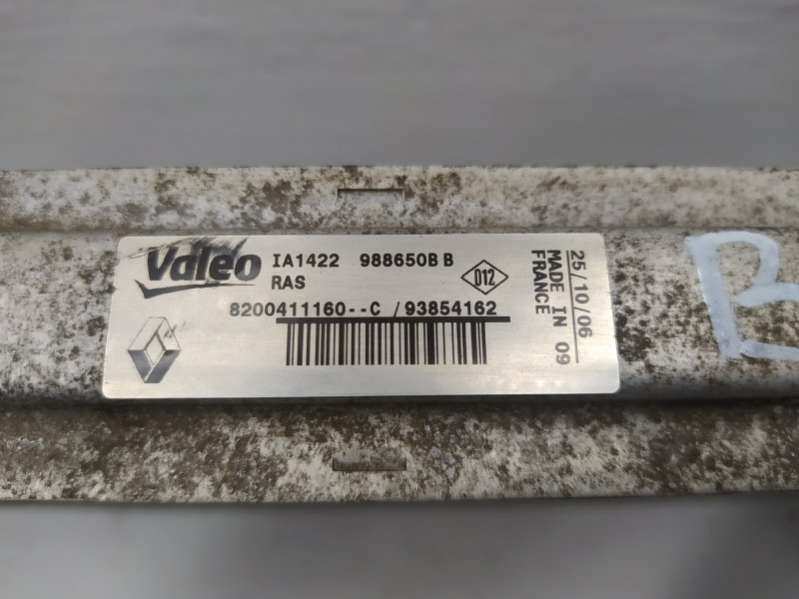 Valeo IA1422 988650B B
RAS D12
8200411160--C / 93854162
25/10/06
MADE IN 09
FRANCE
B